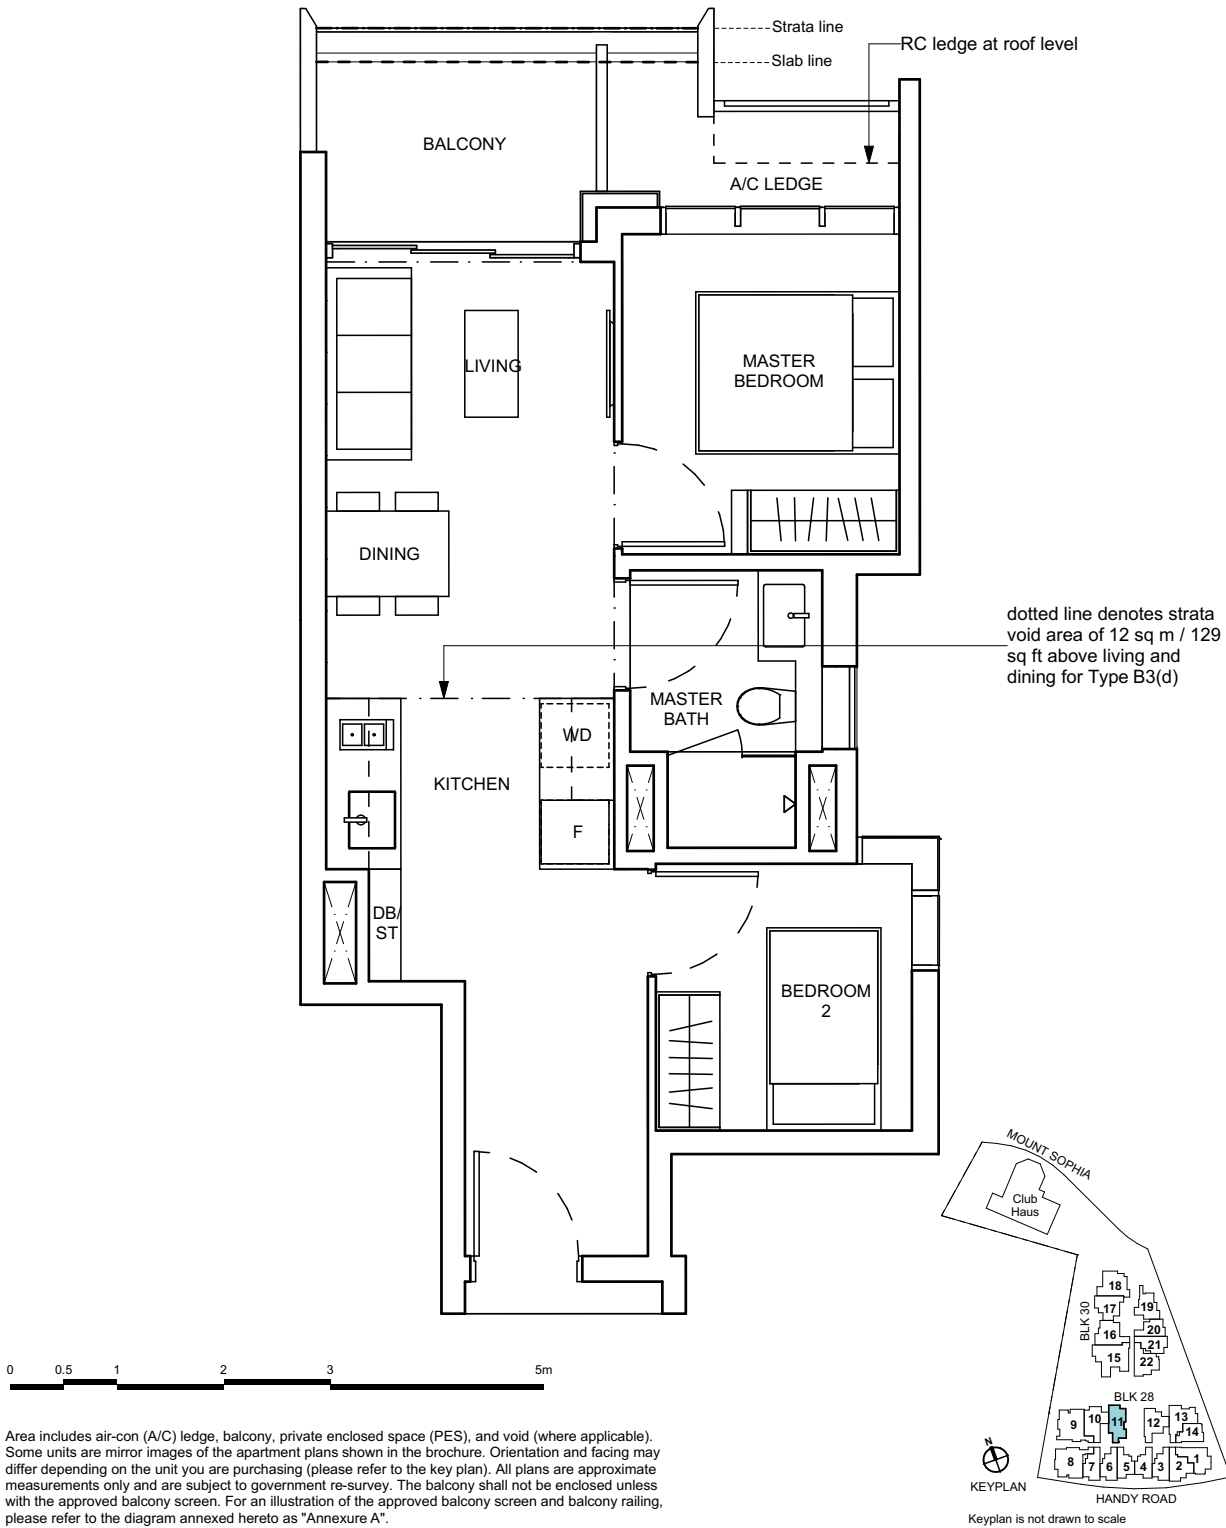 Strata line
RC ledge at roof level
Slab line
BALCONY
A/C LEDGE
LIVING
MASTER
BEDROOM
DINING
dotted line denotes strata
void area of 12 sq m / 129
sq ft above living and
dining for Type B3(d)
MASTER
BATH
WD
KITCHEN
F
DB/
ST
BEDROOM
2
MOUNT SOPHIA
Club
Haus
BLK 30
18
17
19
16
20
21
15
22
BLK 28
9
10
11
12
13
14
8
7
6
5
4
3
2
1
N
KEYPLAN
HANDY ROAD
Keyplan is not drawn to scale
0 0.5 1 2 3 5m
Area includes air-con (A/C) ledge, balcony, private enclosed space (PES), and void (where applicable).
Some units are mirror images of the apartment plans shown in the brochure. Orientation and facing may
differ depending on the unit you are purchasing (please refer to the key plan). All plans are approximate
measurements only and are subject to government re-survey. The balcony shall not be enclosed unless
with the approved balcony screen. For an illustration of the approved balcony screen and balcony railing,
please refer to the diagram annexed hereto as "Annexure A".